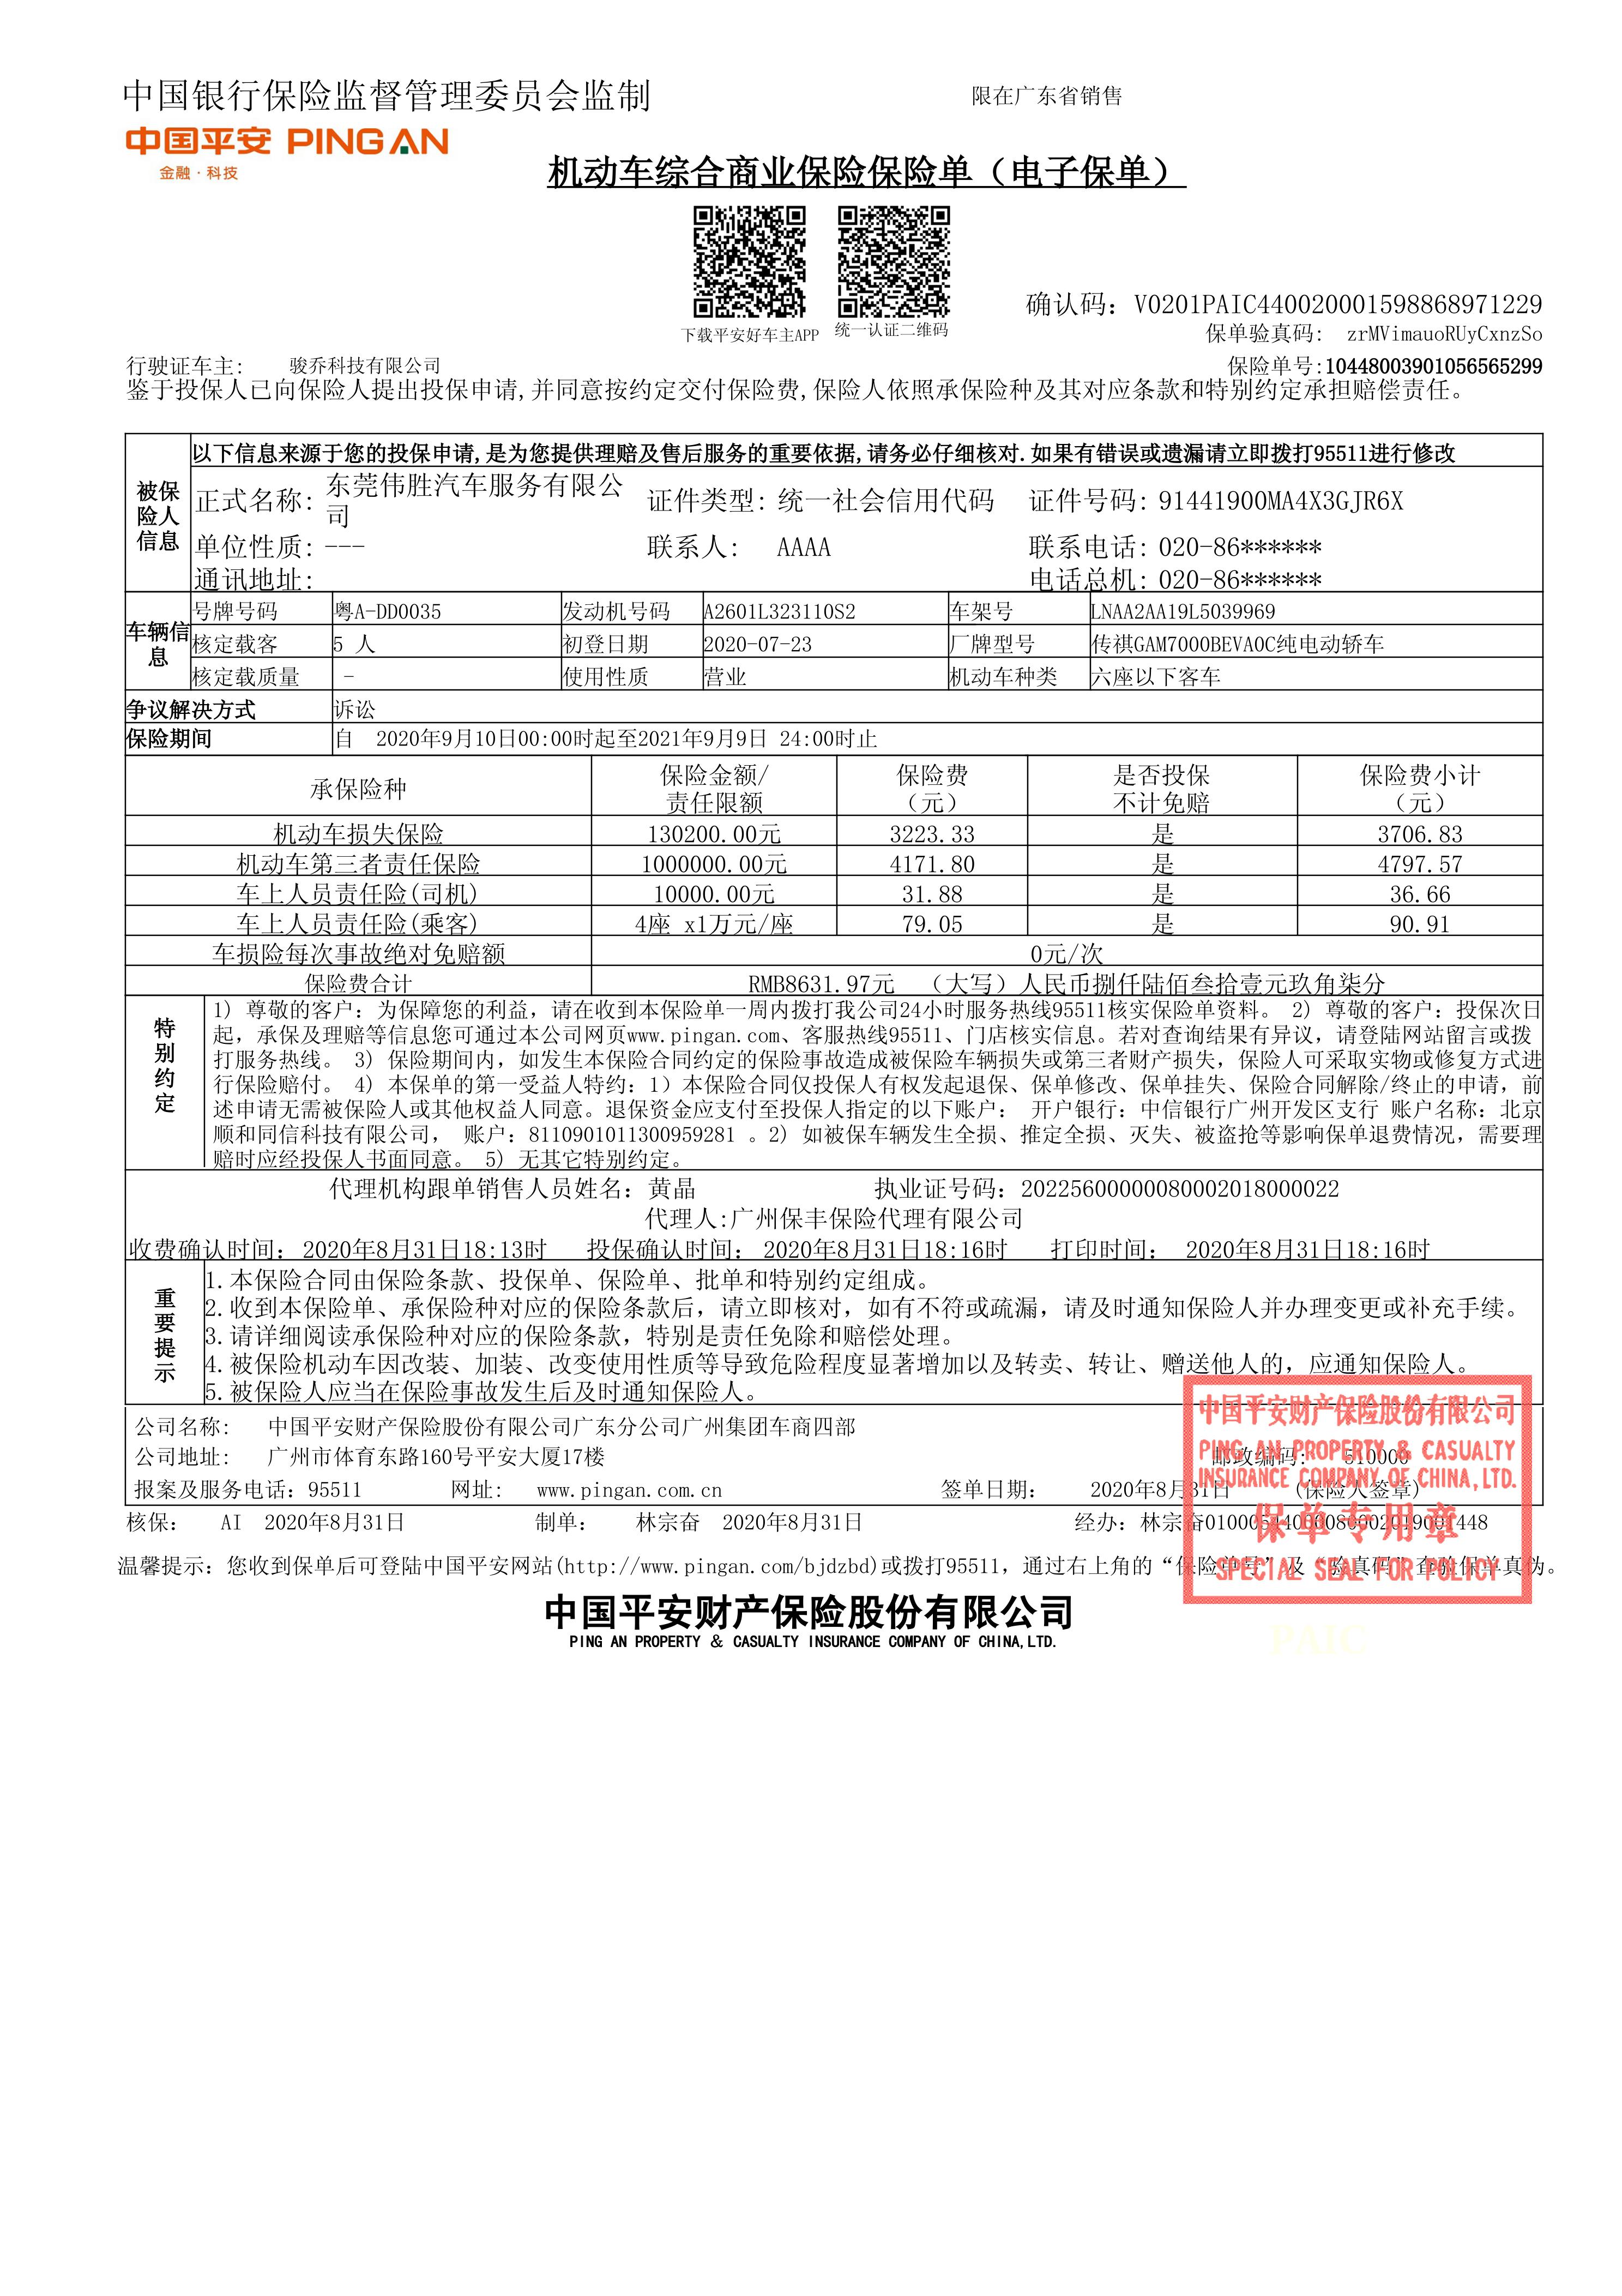 中国银行保险监督管理委员会监制
限在广东省销售
中国平安 PING AN
金融·科技
机动车综合商业保险保险单（电子保单）
下载平安好车主APP 统一认证二维码
确认码：V0201PAIC440020001598868971229
保单验真码： zrMVimauoRUyCxnzSo
行驶证车主： 骏乔科技有限公司
保险单号:10448003901056565299
鉴于投保人已向保险人提出投保申请,并同意按约定交付保险费,保险人依照承保险种及其对应条款和特别约定承担赔偿责任。
被保险人信息
以下信息来源于您的投保申请,是为您提供理赔及售后服务的重要依据,请务必仔细核对.如果有错误或遗漏请立即拨打95511进行修改
正式名称: 东莞伟胜汽车服务有限公司 证件类型: 统一社会信用代码 证件号码: 91441900MA4X3GJR6X
单位性质: --- 联系人: AAAA 联系电话: 020-86******
通讯地址: 电话总机: 020-86******
车辆信息
号牌号码 粤A-DD0035 发动机号码 A2601L323110S2 车架号 LNAA2AA19L5039969
核定载客 5 人 初登日期 2020-07-23 厂牌型号 传祺GAM7000BEVA0C纯电动轿车
核定载质量 - 使用性质 营业 机动车种类 六座以下客车
争议解决方式 诉讼
保险期间 自 2020年9月10日00:00时起至2021年9月9日 24:00时止
承保险种 保险金额/责任限额 保险费（元） 是否投保不计免赔 保险费小计（元）
机动车损失保险 130200.00元 3223.33 是 3706.83
机动车第三者责任保险 1000000.00元 4171.80 是 4797.57
车上人员责任险(司机) 10000.00元 31.88 是 36.66
车上人员责任险(乘客) 4座 x1万元/座 79.05 是 90.91
车损险每次事故绝对免赔额 0元/次
保险费合计 RMB8631.97元 （大写）人民币捌仟陆佰叁拾壹元玖角柒分
特别约定
1) 尊敬的客户：为保障您的利益，请在收到本保险单一周内拨打我公司24小时服务热线95511核实保险单资料。 2) 尊敬的客户：投保次日
起，承保及理赔等信息您可通过本公司网页www.pingan.com、客服热线95511、门店核实信息。若对查询结果有异议，请登陆网站留言或拨
打服务热线。 3) 保险期间内，如发生本保险合同约定的保险事故造成被保险车辆损失或第三者财产损失，保险人可采取实物或修复方式进
行保险赔付。 4) 本保单的第一受益人特约：1）本保险合同仅投保人有权发起退保、保单修改、保单挂失、保险合同解除/终止的申请，前
述申请无需被保险人或其他权益人同意。退保资金应支付至投保人指定的以下账户： 开户银行：中信银行广州开发区支行 账户名称：北京
顺和同信科技有限公司， 账户：8110901011300959281 。2) 如被保车辆发生全损、推定全损、灭失、被盗抢等影响保单退费情况，需要理
赔时应经投保人书面同意。 5) 无其它特别约定。
代理机构跟单销售人员姓名：黄晶 执业证号码：20225600000080002018000022
代理人:广州保丰保险代理有限公司
收费确认时间： 2020年8月31日18:13时 投保确认时间： 2020年8月31日18:16时 打印时间： 2020年8月31日18:16时
重要提示
1.本保险合同由保险条款、投保单、保险单、批单和特别约定组成。
2.收到本保险单、承保险种对应的保险条款后，请立即核对，如有不符或疏漏，请及时通知保险人并办理变更或补充手续。
3.请详细阅读承保险种对应的保险条款，特别是责任免除和赔偿处理。
4.被保险机动车因改装、加装、改变使用性质等导致危险程度显著增加以及转卖、转让、赠送他人的，应通知保险人。
5.被保险人应当在保险事故发生后及时通知保险人。
公司名称: 中国平安财产保险股份有限公司广东分公司广州集团车商四部
公司地址: 广州市体育东路160号平安大厦17楼 邮政编码: 510000
报案及服务电话：95511 网址: www.pingan.com.cn 签单日期: 2020年8月31日 (保险人签章)
核保: AI 2020年8月31日 制单: 林宗奋 2020年8月31日 经办：林宗奋
温馨提示：您收到保单后可登陆中国平安网站(http://www.pingan.com/bjdzbd)或拨打95511，通过右上角的“保险单号”及“验真码”查验保单真伪。
中国平安财产保险股份有限公司
PING AN PROPERTY & CASUALTY
INSURANCE COMPANY OF CHINA,LTD.
保单专用章
SPECIAL SEAL FOR POLICY
中国平安财产保险股份有限公司
PING AN PROPERTY & CASUALTY INSURANCE COMPANY OF CHINA,LTD.
PAIC